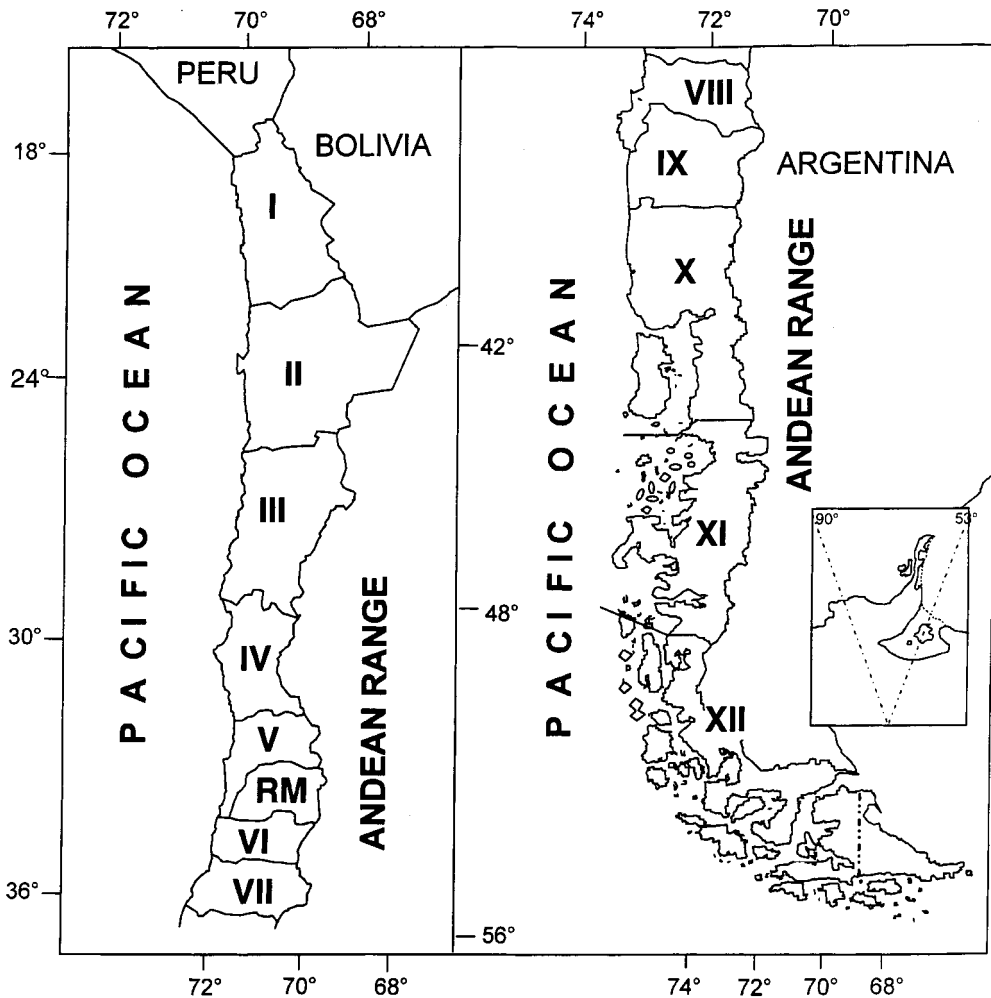 72° 70° 68° 74° 72° 70°
PERU
VIII
BOLIVIA
18°
IX
ARGENTINA
I
X
PACIFIC OCEAN
PACIFIC OCEAN
ANDEAN RANGE
42°
II
24°
III
90° 53°
XI
48°
30°
IV
ANDEAN RANGE
XII
V
RM
VI
VII
36°
56°
72° 70° 68° 74° 72° 70° 68°